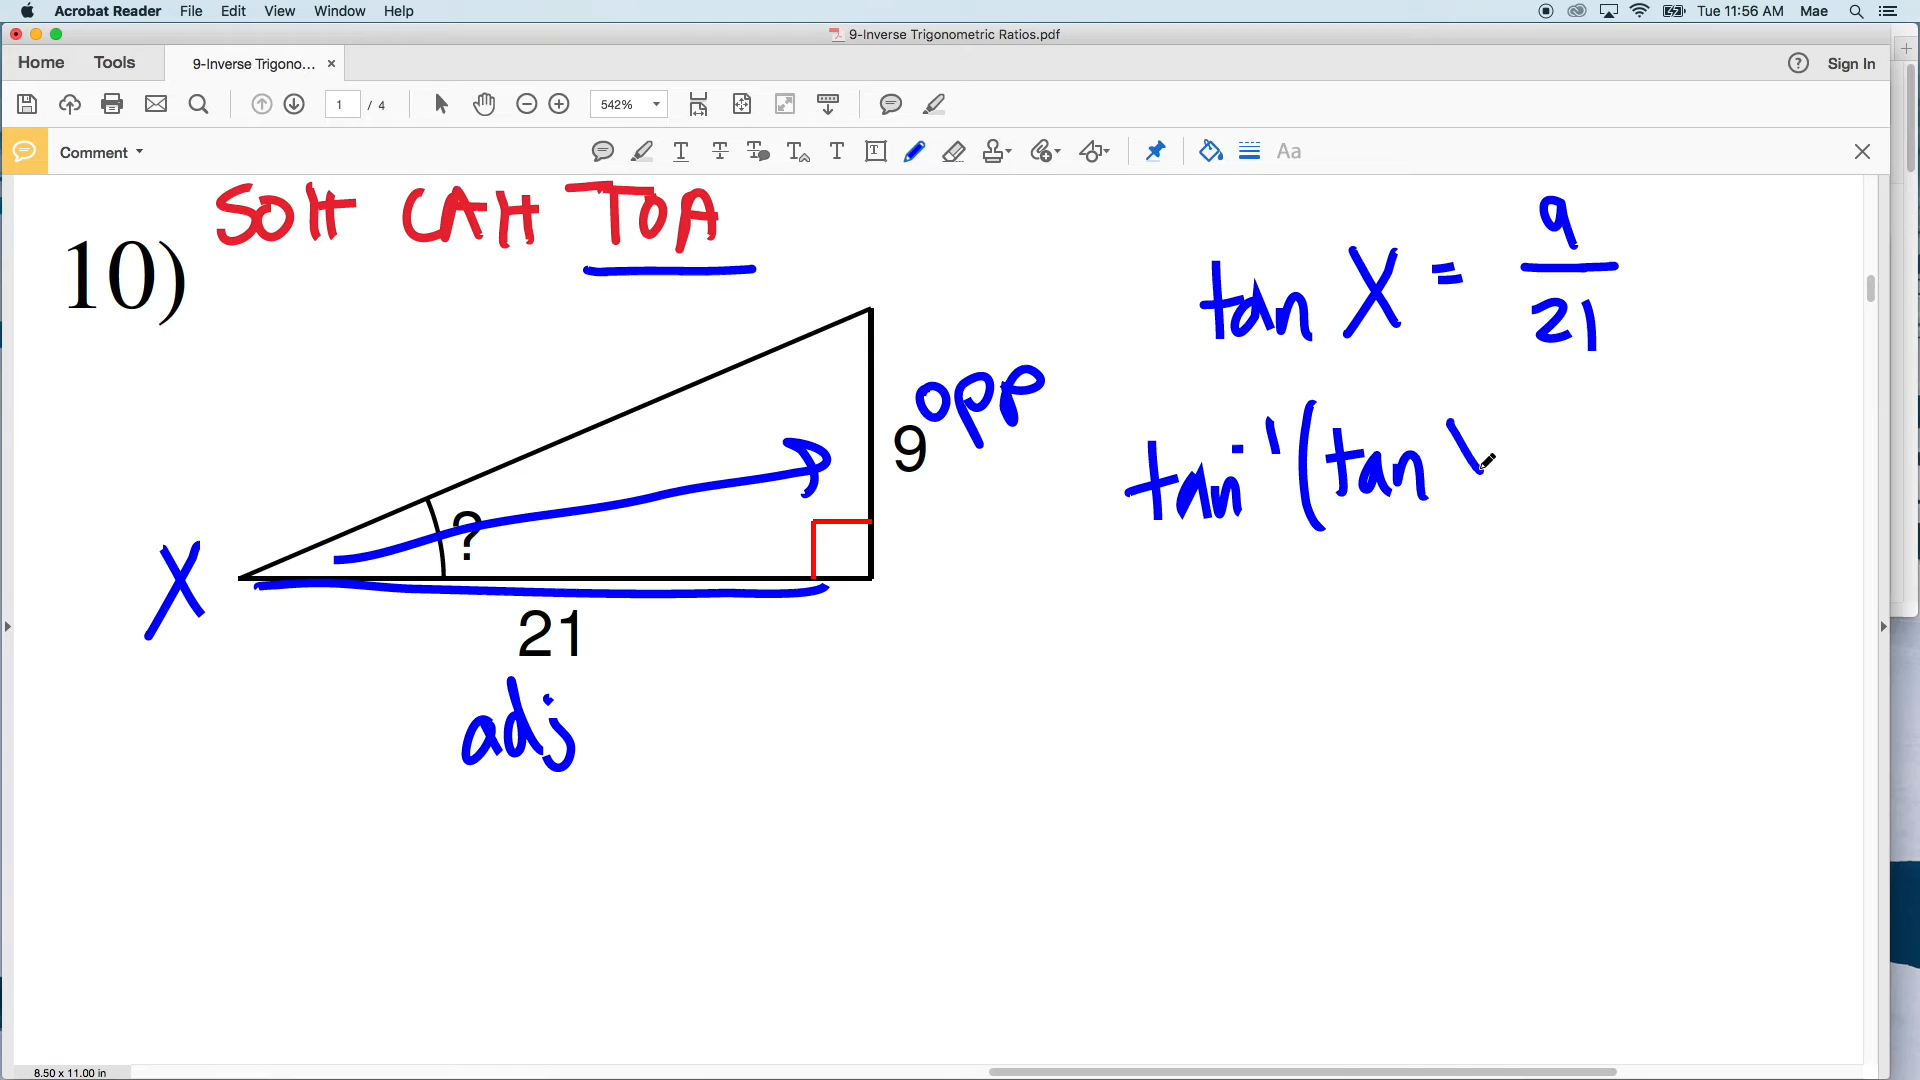 Acrobat Reader File Edit View Window Help Tue 11:56 AM Mae
9-Inverse Trigonometric Ratios.pdf
Home Tools 9-Inverse Trigono... × ? Sign In
1 / 4 542%
Comment Aa
SOH CAH TOA
10)
tan X = 9/21
opp
9
tan⁻¹(tan
?
X
21
adj
8.50 x 11.00 in